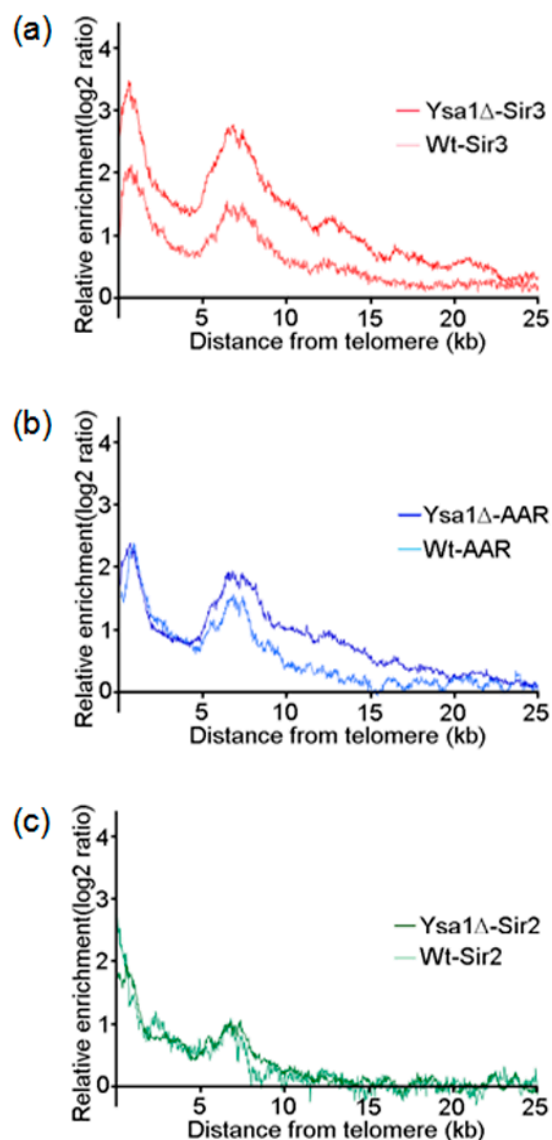 (a)
Relative enrichment(log2 ratio)
4
3
2
1
0
Ysa1Δ-Sir3
Wt-Sir3
5 10 15 20 25
Distance from telomere (kb)
(b)
Relative enrichment(log2 ratio)
4
3
2
1
0
Ysa1Δ-AAR
Wt-AAR
5 10 15 20 25
Distance from telomere (kb)
(c)
Relative enrichment(log2 ratio)
4
3
2
1
0
Ysa1Δ-Sir2
Wt-Sir2
5 10 15 20 25
Distance from telomere (kb)